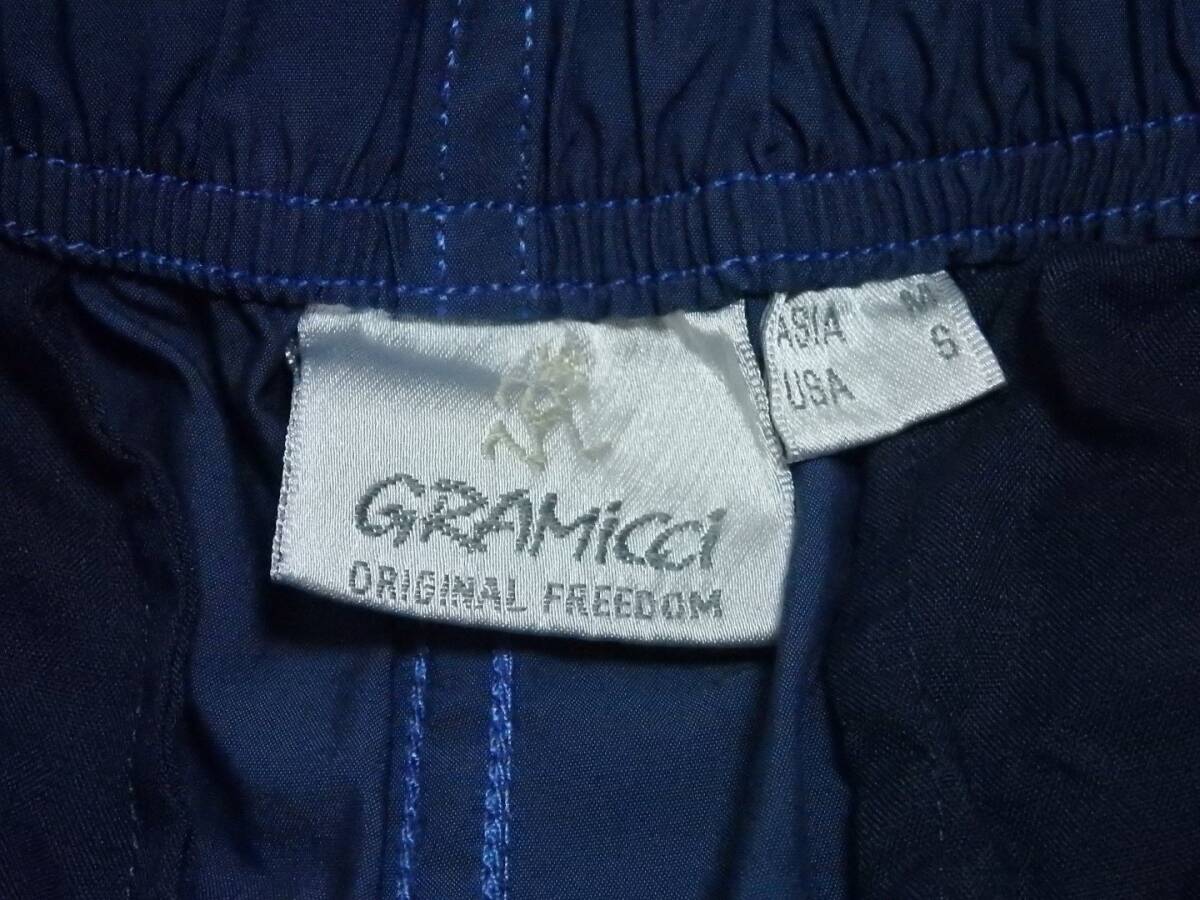 GRAMiCCi
ORIGINAL FREEDOM
ASIA M
USA S